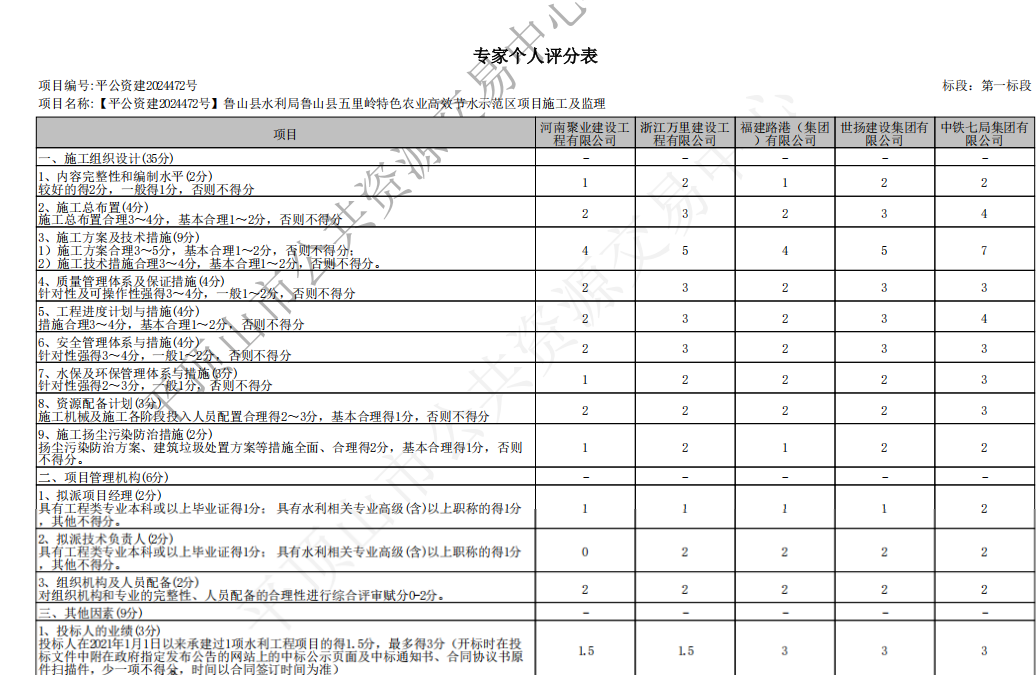 专家个人评分表
项目编号:平公资建2024472号 标段: 第一标段
项目名称:【平公资建2024472号】鲁山县水利局鲁山县五里岭特色农业高效节水示范区项目施工及监理
项目 河南聚业建设工程有限公司 浙江万里建设工程有限公司 福建路港（集团）有限公司 世扬建设集团有限公司 中铁七局集团有限公司
一、施工组织设计(35分) - - - - -
1、内容完整性和编制水平(2分)
较好的得2分，一般得1分，否则不得分 1 2 1 2 2
2、施工总布置(4分)
施工总布置合理3～4分，基本合理1～2分，否则不得分 2 3 2 3 4
3、施工方案及技术措施(9分)
1）施工方案合理3～5分，基本合理1～2分，否则不得分；
2）施工技术措施合理3～4分，基本合理1～2分，否则不得分。 4 5 4 5 7
4、质量管理体系及保证措施(4分)
针对性及可操作性强得3～4分，一般1～2分，否则不得分 2 3 2 3 3
5、工程进度计划与措施(4分)
措施合理3～4分，基本合理1～2分，否则不得分 2 3 2 3 4
6、安全管理体系与措施(4分)
针对性强得3～4分，一般1～2分，否则不得分 2 3 2 3 3
7、水保及环保管理体系与措施(3分)
针对性强得2～3分，一般1分，否则不得分 1 2 2 2 3
8、资源配备计划(3分)
施工机械及施工各阶段投入人员配置合理得2～3分，基本合理得1分，否则不得分 2 2 2 2 3
9、施工扬尘污染防治措施(2分)
扬尘污染防治方案、建筑垃圾处置方案等措施全面、合理得2分，基本合理得1分，否则
不得分。 1 2 1 2 2
二、项目管理机构(6分) - - - - -
1、拟派项目经理(2分)
具有工程类专业本科或以上毕业证得1分； 具有水利相关专业高级(含)以上职称的得1分
，其他不得分。 1 1 1 1 2
2、拟派技术负责人(2分)
具有工程类专业本科或以上毕业证得1分； 具有水利相关专业高级(含)以上职称的得1分
，其他不得分。 0 2 2 2 2
3、组织机构及人员配备(2分)
对组织机构和专业的完整性、人员配备的合理性进行综合评审赋分0-2分。 2 2 2 2 2
三、其他因素(9分) - - - - -
1、投标人的业绩(3分)
投标人在2021年1月1日以来承建过1项水利工程项目的得1.5分，最多得3分（开标时在投
标文件中附在政府指定发布公告的网站上的中标公示页面及中标通知书、合同协议书原
件扫描件，少一项不得分，时间以合同签订时间为准） 1.5 1.5 3 3 3
平顶山市公共资源交易中心
平顶山市公共资源交易中心